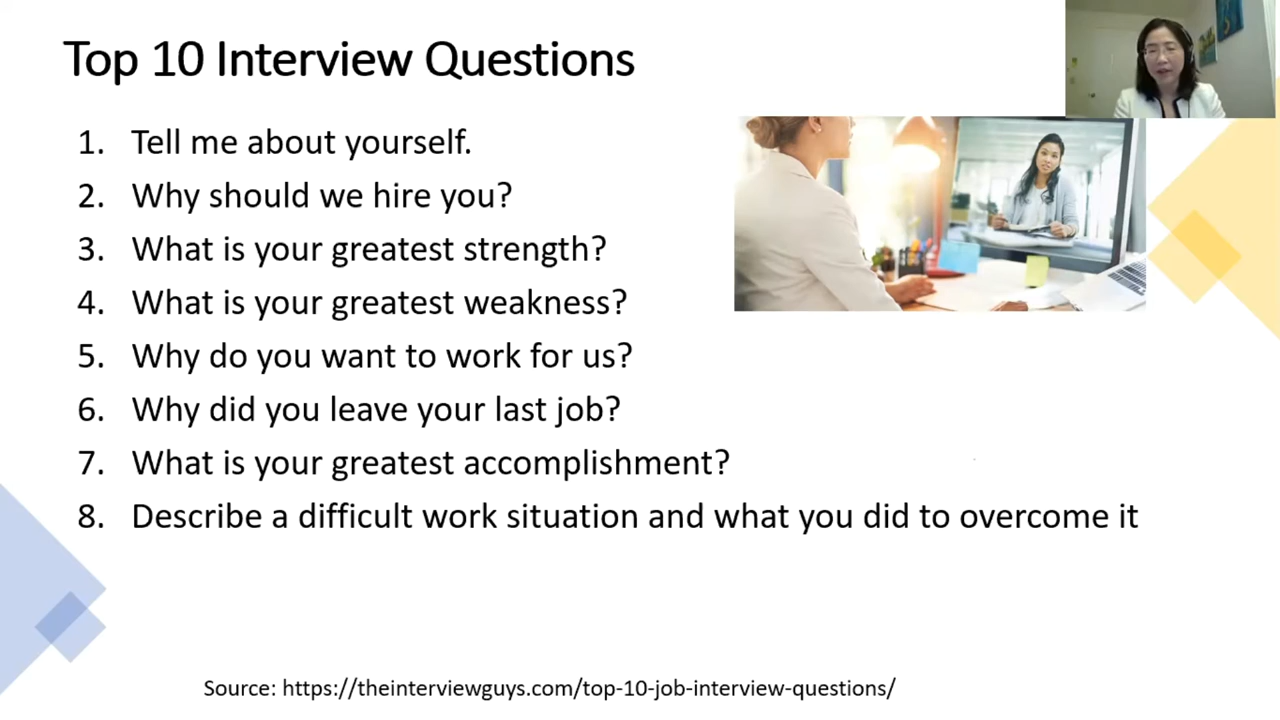 Top 10 Interview Questions
1. Tell me about yourself.
2. Why should we hire you?
3. What is your greatest strength?
4. What is your greatest weakness?
5. Why do you want to work for us?
6. Why did you leave your last job?
7. What is your greatest accomplishment?
8. Describe a difficult work situation and what you did to overcome it
Source: https://theinterviewguys.com/top-10-job-interview-questions/